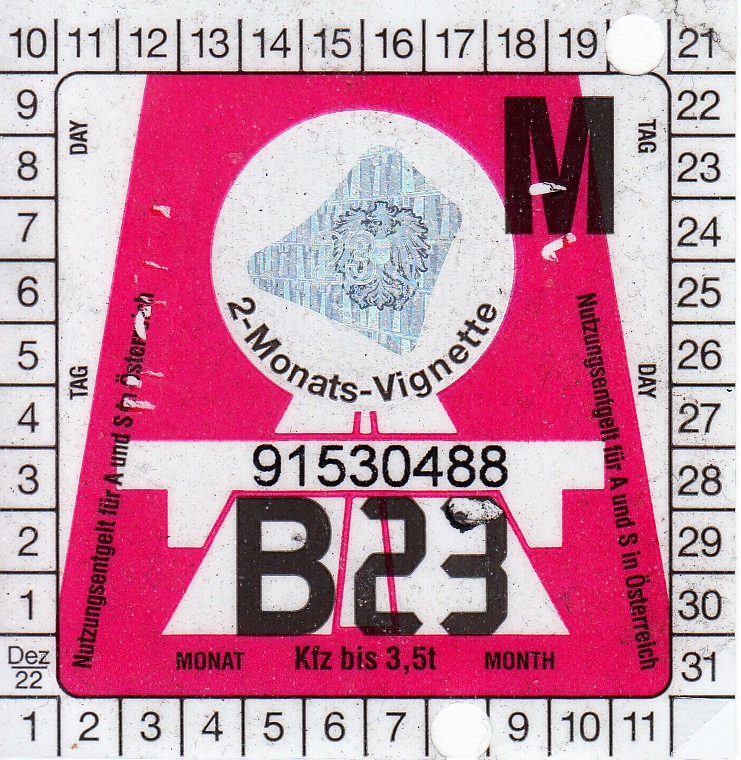 10 11 12 13 14 15 16 17 18 19 21
9 22
8 23
7 24
6 25
5 26
4 27
3 28
2 29
1 30
Dez
22
31
1 2 3 4 5 6 7 9 10 11
DAY
TAG
M
TAG
DAY
23
2-Monats-Vignette
Nutzungsentgelt für A und S in Österreich
Nutzungsentgelt für A und S in Österreich
91530488
B23
MONAT Kfz bis 3,5t MONTH